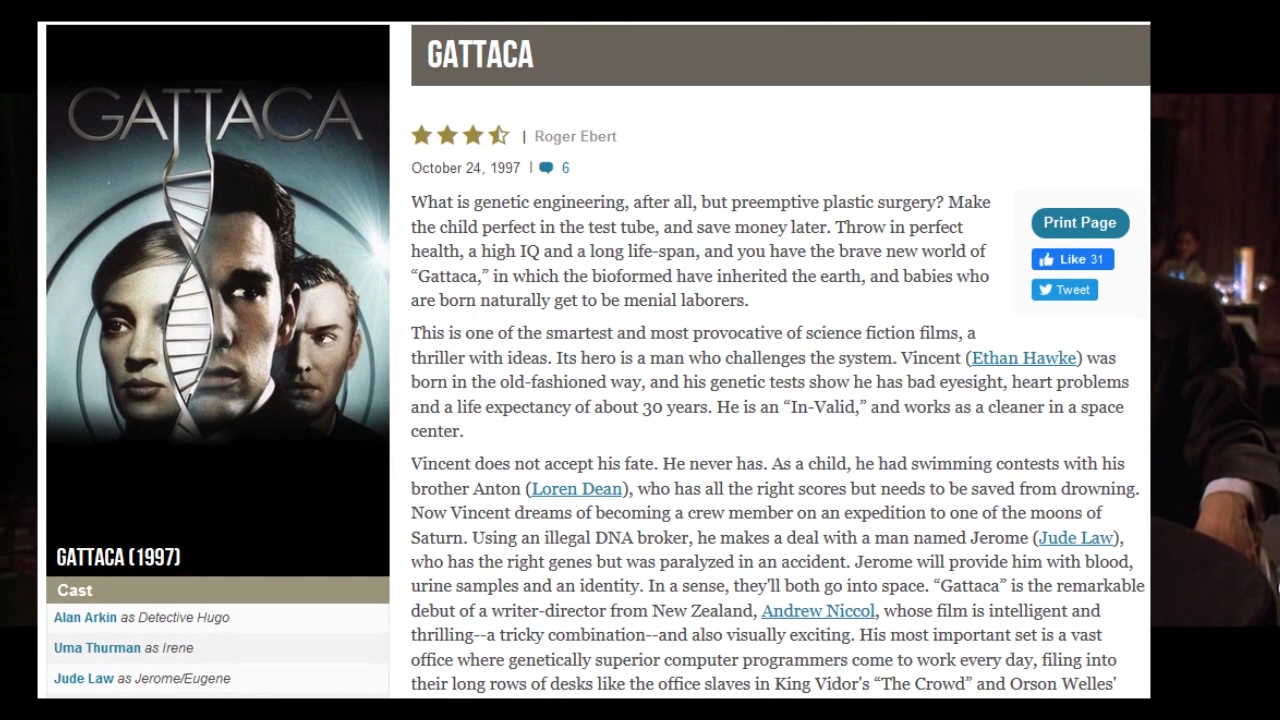 GATTACA
GATTACA
| Roger Ebert
October 24, 1997 | 6
What is genetic engineering, after all, but preemptive plastic surgery? Make
the child perfect in the test tube, and save money later. Throw in perfect
health, a high IQ and a long life-span, and you have the brave new world of
“Gattaca,” in which the bioformed have inherited the earth, and babies who
are born naturally get to be menial laborers.
Print Page
Like 31
Tweet
This is one of the smartest and most provocative of science fiction films, a
thriller with ideas. Its hero is a man who challenges the system. Vincent (Ethan Hawke) was
born in the old-fashioned way, and his genetic tests show he has bad eyesight, heart problems
and a life expectancy of about 30 years. He is an “In-Valid,” and works as a cleaner in a space
center.
Vincent does not accept his fate. He never has. As a child, he had swimming contests with his
brother Anton (Loren Dean), who has all the right scores but needs to be saved from drowning.
Now Vincent dreams of becoming a crew member on an expedition to one of the moons of
Saturn. Using an illegal DNA broker, he makes a deal with a man named Jerome (Jude Law),
who has the right genes but was paralyzed in an accident. Jerome will provide him with blood,
urine samples and an identity. In a sense, they'll both go into space. “Gattaca” is the remarkable
debut of a writer-director from New Zealand, Andrew Niccol, whose film is intelligent and
thrilling--a tricky combination--and also visually exciting. His most important set is a vast
office where genetically superior computer programmers come to work every day, filing into
their long rows of desks like the office slaves in King Vidor's “The Crowd” and Orson Welles'
GATTACA (1997)
Cast
Alan Arkin as Detective Hugo
Uma Thurman as Irene
Jude Law as Jerome/Eugene